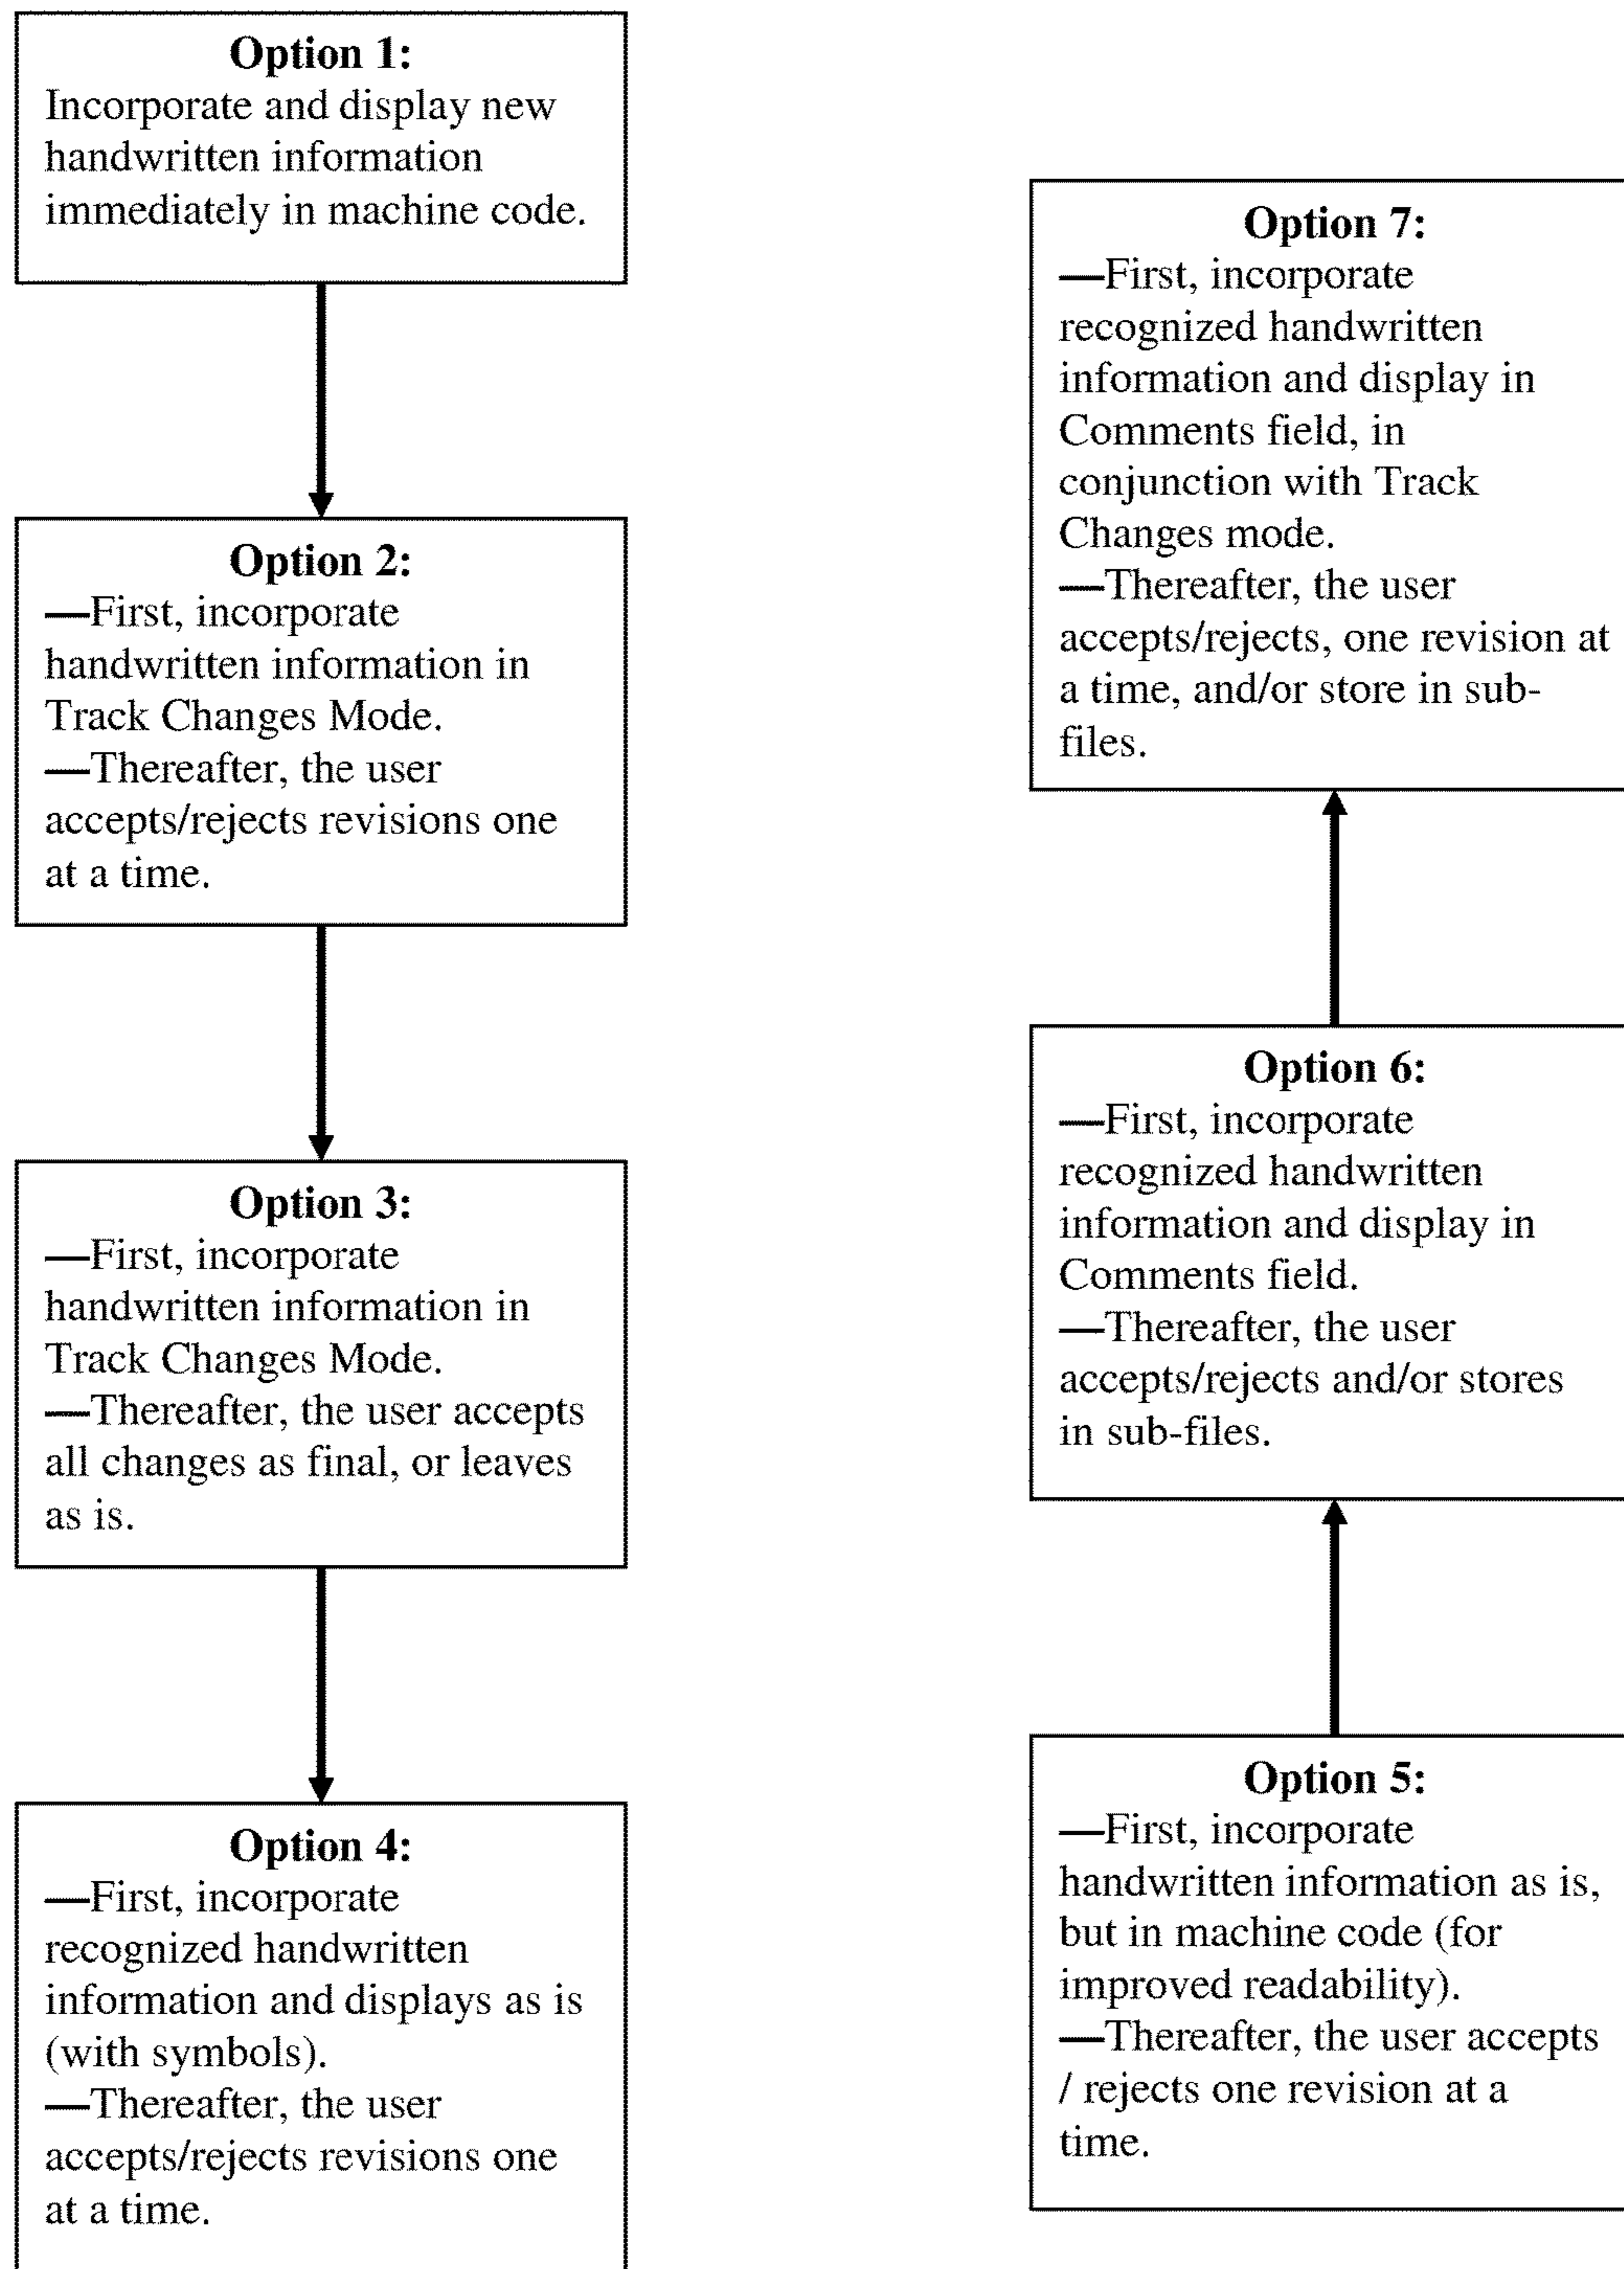 Option 1:
Incorporate and display new
handwritten information
immediately in machine code.
Option 2:
—First, incorporate
handwritten information in
Track Changes Mode.
—Thereafter, the user
accepts/rejects revisions one
at a time.
Option 3:
—First, incorporate
handwritten information in
Track Changes Mode.
—Thereafter, the user accepts
all changes as final, or leaves
as is.
Option 4:
—First, incorporate
recognized handwritten
information and displays as is
(with symbols).
—Thereafter, the user
accepts/rejects revisions one
at a time.
Option 7:
—First, incorporate
recognized handwritten
information and display in
Comments field, in
conjunction with Track
Changes mode.
—Thereafter, the user
accepts/rejects, one revision at
a time, and/or store in sub-
files.
Option 6:
—First, incorporate
recognized handwritten
information and display in
Comments field.
—Thereafter, the user
accepts/rejects and/or stores
in sub-files.
Option 5:
—First, incorporate
handwritten information as is,
but in machine code (for
improved readability).
—Thereafter, the user accepts
/ rejects one revision at a
time.